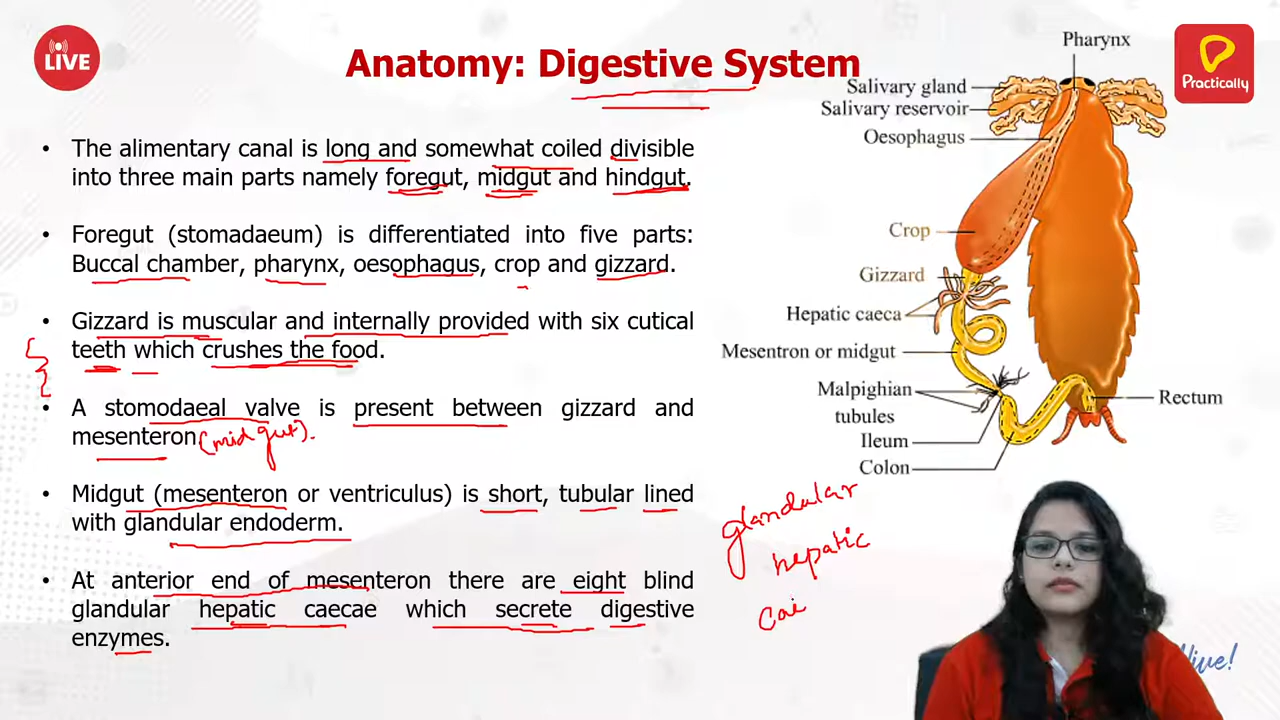 LIVE
Anatomy: Digestive System
Practically
• The alimentary canal is long and somewhat coiled divisible
into three main parts namely foregut, midgut and hindgut.
• Foregut (stomadaeum) is differentiated into five parts:
Buccal chamber, pharynx, oesophagus, crop and gizzard.
• Gizzard is muscular and internally provided with six cutical
teeth which crushes the food.
• A stomodaeal valve is present between gizzard and
mesenteron (mid gut).
• Midgut (mesenteron or ventriculus) is short, tubular lined
with glandular endoderm.
• At anterior end of mesenteron there are eight blind
glandular hepatic caecae which secrete digestive
enzymes.
Pharynx
Salivary gland
Salivary reservoir
Oesophagus
Crop
Gizzard
Hepatic caeca
Mesentron or midgut
Malpighian
tubules
Ileum
Colon
Rectum
glandular
hepatic
cae